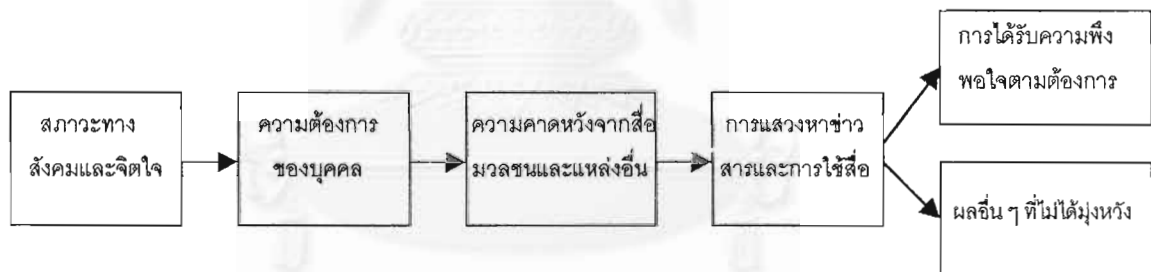 สภาวะทาง
สังคมและจิตใจ
ความต้องการ
ของบุคคล
ความคาดหวังจากสื่อ
มวลชนและแหล่งอื่น
การแสวงหาข่าว
สารและการใช้สื่อ
การได้รับความพึง
พอใจตามต้องการ
ผลอื่น ๆ ที่ไม่ได้มุ่งหวัง